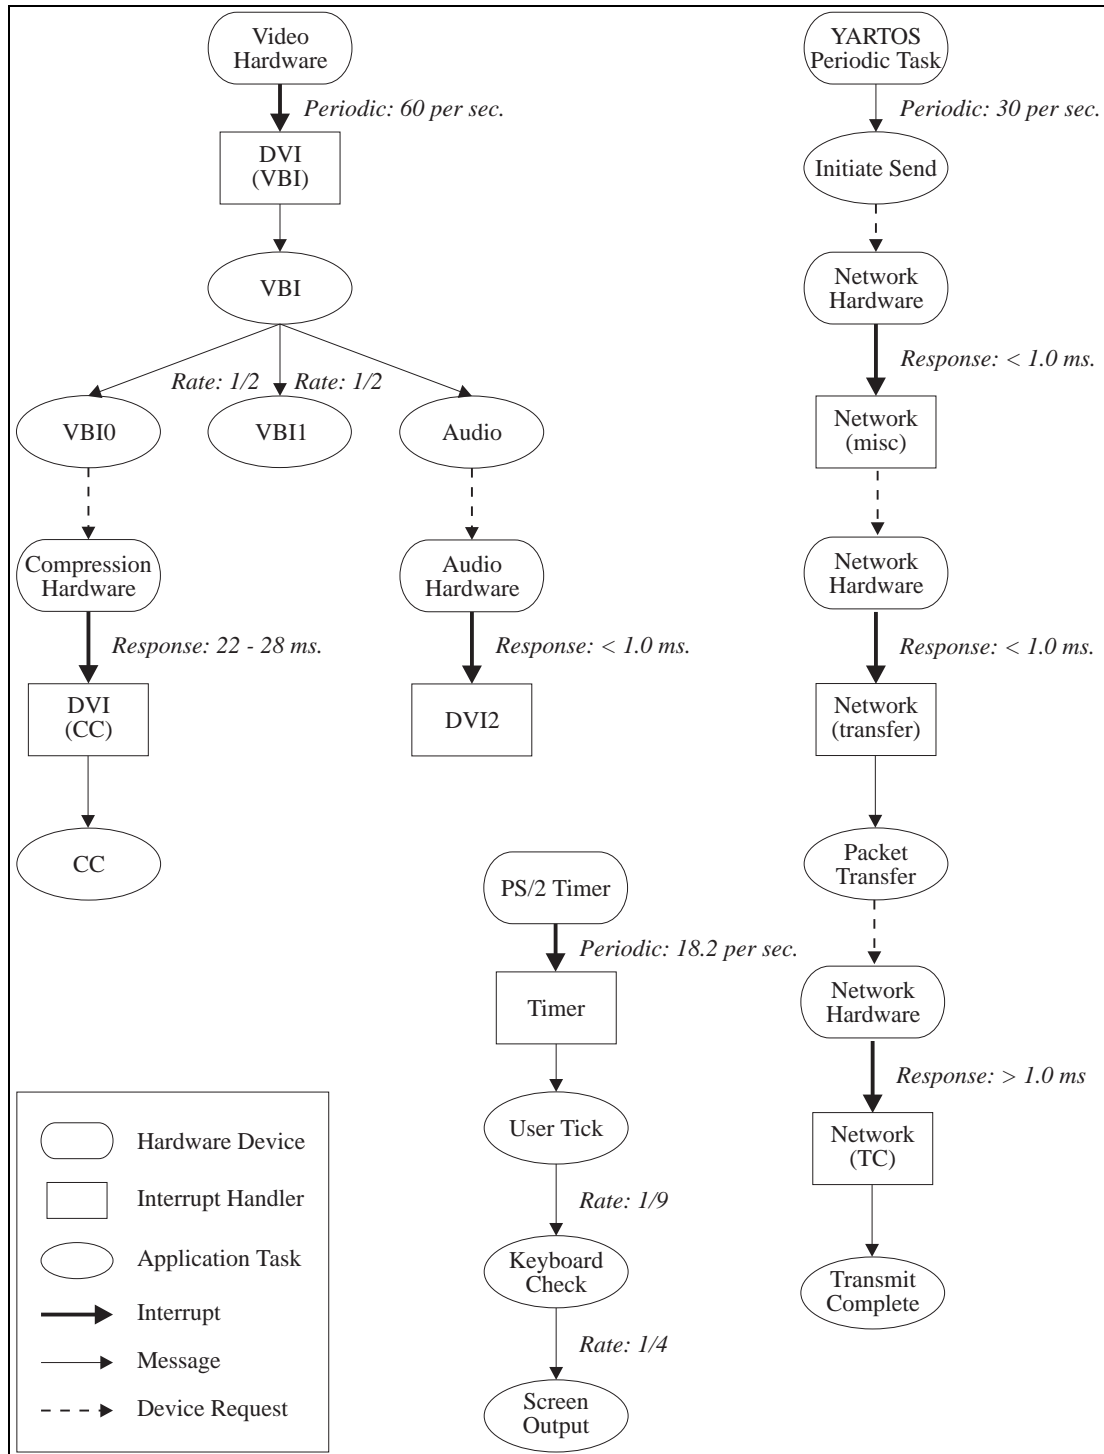 Video
Hardware
Periodic: 60 per sec.
DVI
(VBI)
VBI
Rate: 1/2
Rate: 1/2
VBI0
VBI1
Audio
Compression
Hardware
Audio
Hardware
Response: 22 - 28 ms.
Response: < 1.0 ms.
DVI
(CC)
DVI2
CC
YARTOS
Periodic Task
Periodic: 30 per sec.
Initiate Send
Network
Hardware
Response: < 1.0 ms.
Network
(misc)
Network
Hardware
Response: < 1.0 ms.
Network
(transfer)
Packet
Transfer
Network
Hardware
Response: > 1.0 ms
Network
(TC)
Transmit
Complete
PS/2 Timer
Periodic: 18.2 per sec.
Timer
User Tick
Rate: 1/9
Keyboard
Check
Rate: 1/4
Screen
Output
Hardware Device
Interrupt Handler
Application Task
Interrupt
Message
Device Request